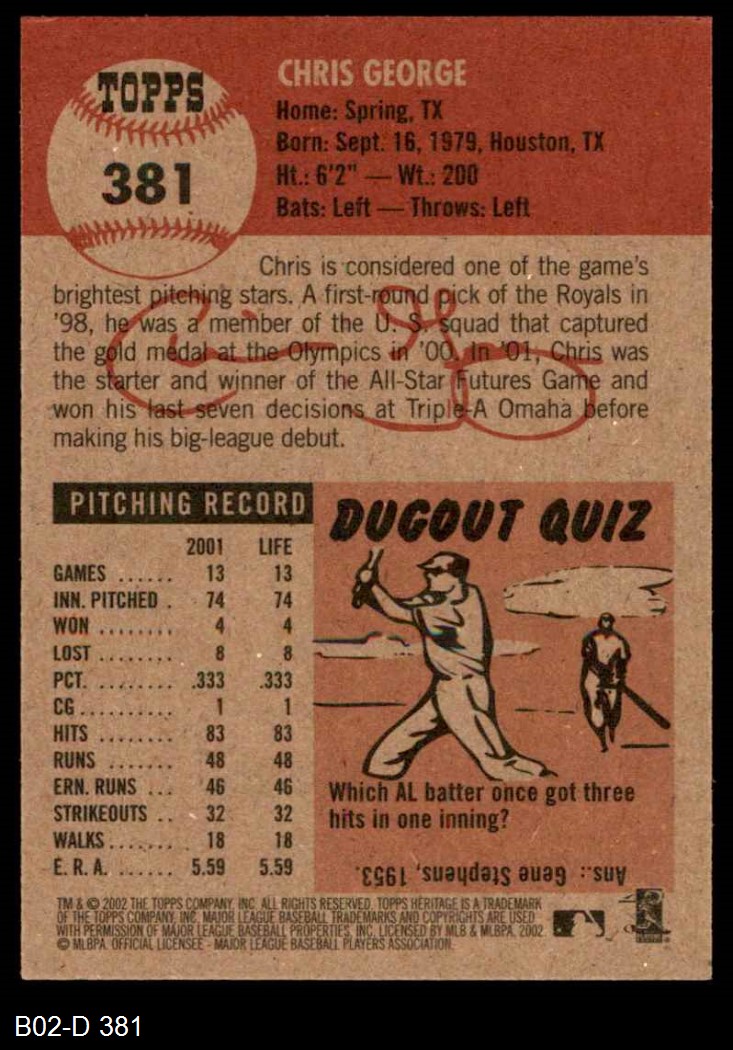 TOPPS
381
CHRIS GEORGE
Home: Spring, TX
Born: Sept. 16, 1979, Houston, TX
Ht.: 6'2" — Wt.: 200
Bats: Left — Throws: Left
Chris is considered one of the game's
brightest pitching stars. A first-round pick of the Royals in
'98, he was a member of the U. S. squad that captured
the gold medal at the Olympics in '00. In '01, Chris was
the starter and winner of the All-Star Futures Game and
won his last seven decisions at Triple-A Omaha before
making his big-league debut.
PITCHING RECORD
2001 LIFE
GAMES ...... 13 13
INN. PITCHED . 74 74
WON ........ 4 4
LOST ........ 8 8
PCT. ........ .333 .333
CG .......... 1 1
HITS ........ 83 83
RUNS ....... 48 48
ERN. RUNS ... 46 46
STRIKEOUTS .. 32 32
WALKS ....... 18 18
E. R. A. ...... 5.59 5.59
DUGOUT QUIZ
Which AL batter once got three
hits in one inning?
Ans.: Gene Stephens, 1953.
TM & © 2002 THE TOPPS COMPANY, INC. ALL RIGHTS RESERVED. TOPPS HERITAGE IS A TRADEMARK
OF THE TOPPS COMPANY, INC. MAJOR LEAGUE BASEBALL TRADEMARKS AND COPYRIGHTS ARE USED
WITH PERMISSION OF MAJOR LEAGUE BASEBALL PROPERTIES, INC. LICENSED BY MLB & MLBPA, 2002
© MLBPA. OFFICIAL LICENSEE - MAJOR LEAGUE BASEBALL PLAYERS ASSOCIATION.
B02-D 381